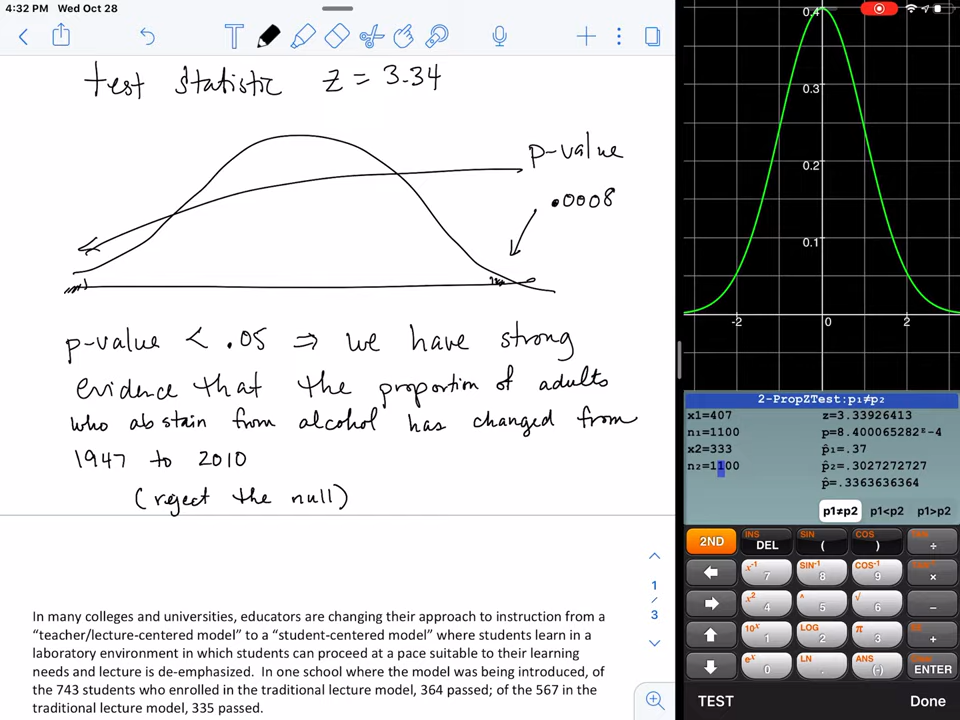 4:32 PM Wed Oct 28
test statistic z = 3.34
p-value
.0008
p-value < .05 ⇒ we have strong
evidence that the proportion of adults
who abstain from alcohol has changed from
1947 to 2010
(reject the null)
1
/
3
In many colleges and universities, educators are changing their approach to instruction from a
“teacher/lecture-centered model” to a “student-centered model” where students learn in a
laboratory environment in which students can proceed at a pace suitable to their learning
needs and lecture is de-emphasized. In one school where the model was being introduced, of
the 743 students who enrolled in the traditional lecture model, 364 passed; of the 567 in the
traditional lecture model, 335 passed.
0.4
0.3
0.2
0.1
-2 0 2
2-PropZTest:p₁≠p₂
x1=407 z=3.33926413
n₁=1100 p=8.400065282ᴱ-4
x2=333 p̂₁=.37
n₂=1100 p̂₂=.3027272727
p̂=.3363636364
p1≠p2 p1<p2 p1>p2
INS SIN COS
2ND DEL ( ) ÷
x⁻¹ SIN⁻¹ COS⁻¹
7 8 9 ×
x² ^ √
4 5 6 −
10ˣ LOG π
1 2 3 +
eˣ LN ANS
0 . (-) ENTER
TEST Done